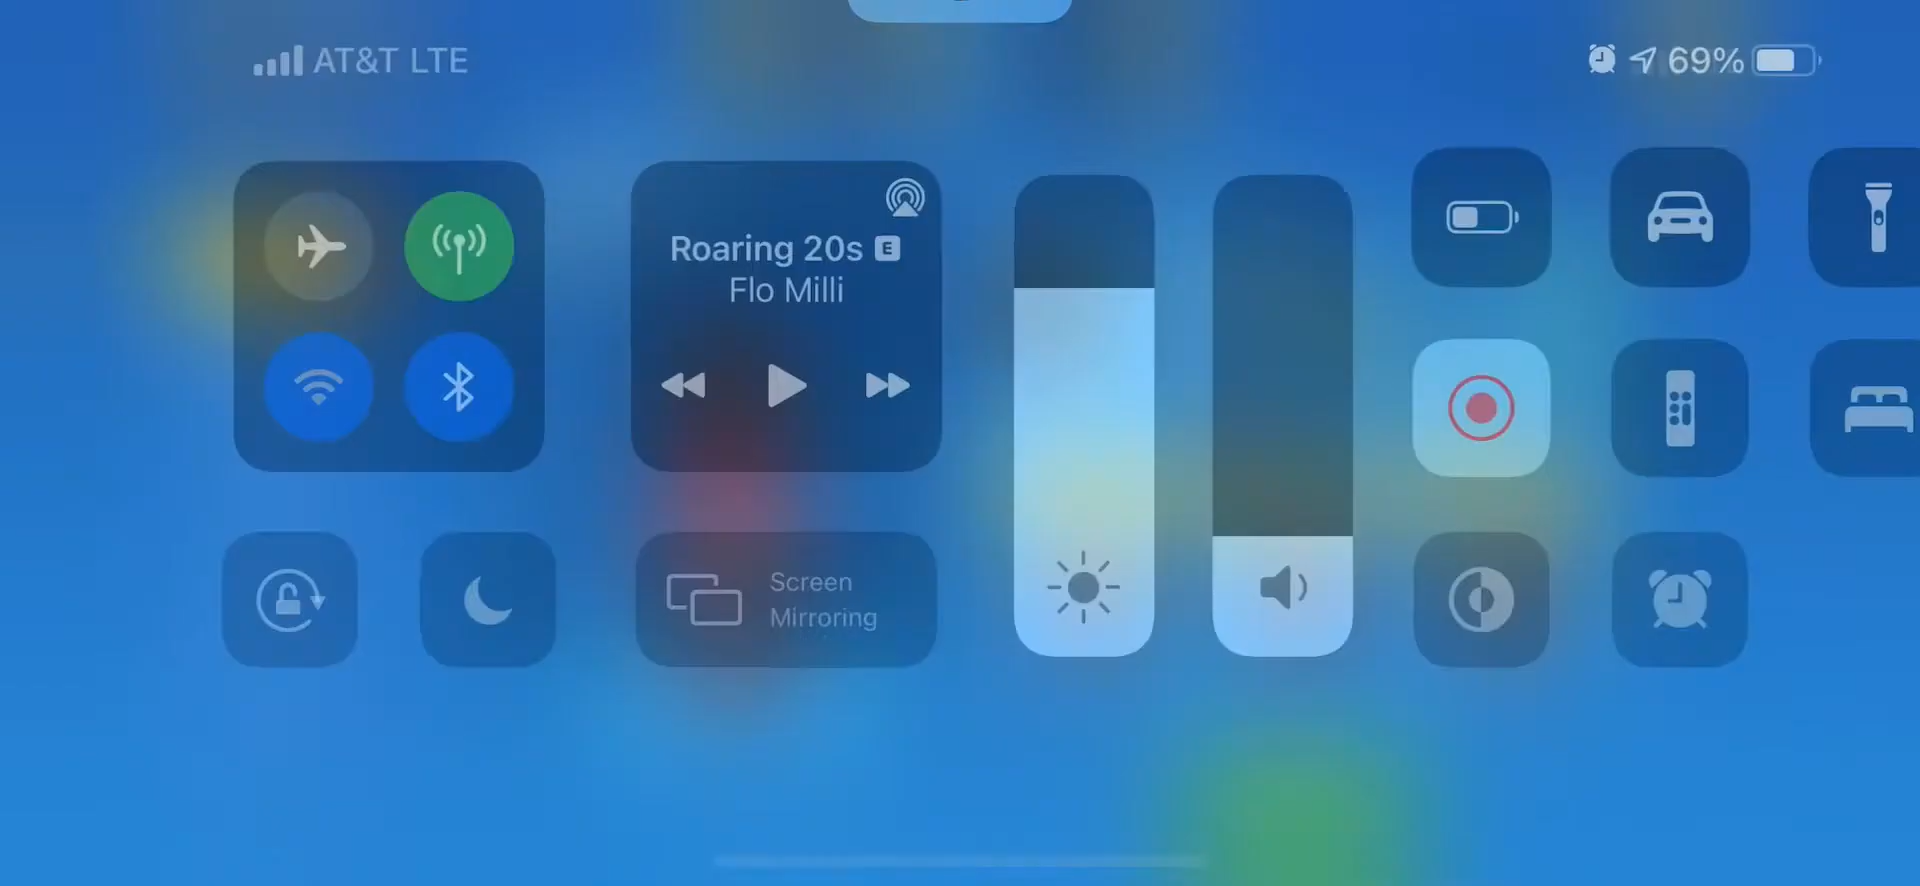 AT&T LTE
69%
Roaring 20s E
Flo Milli
Screen
Mirroring